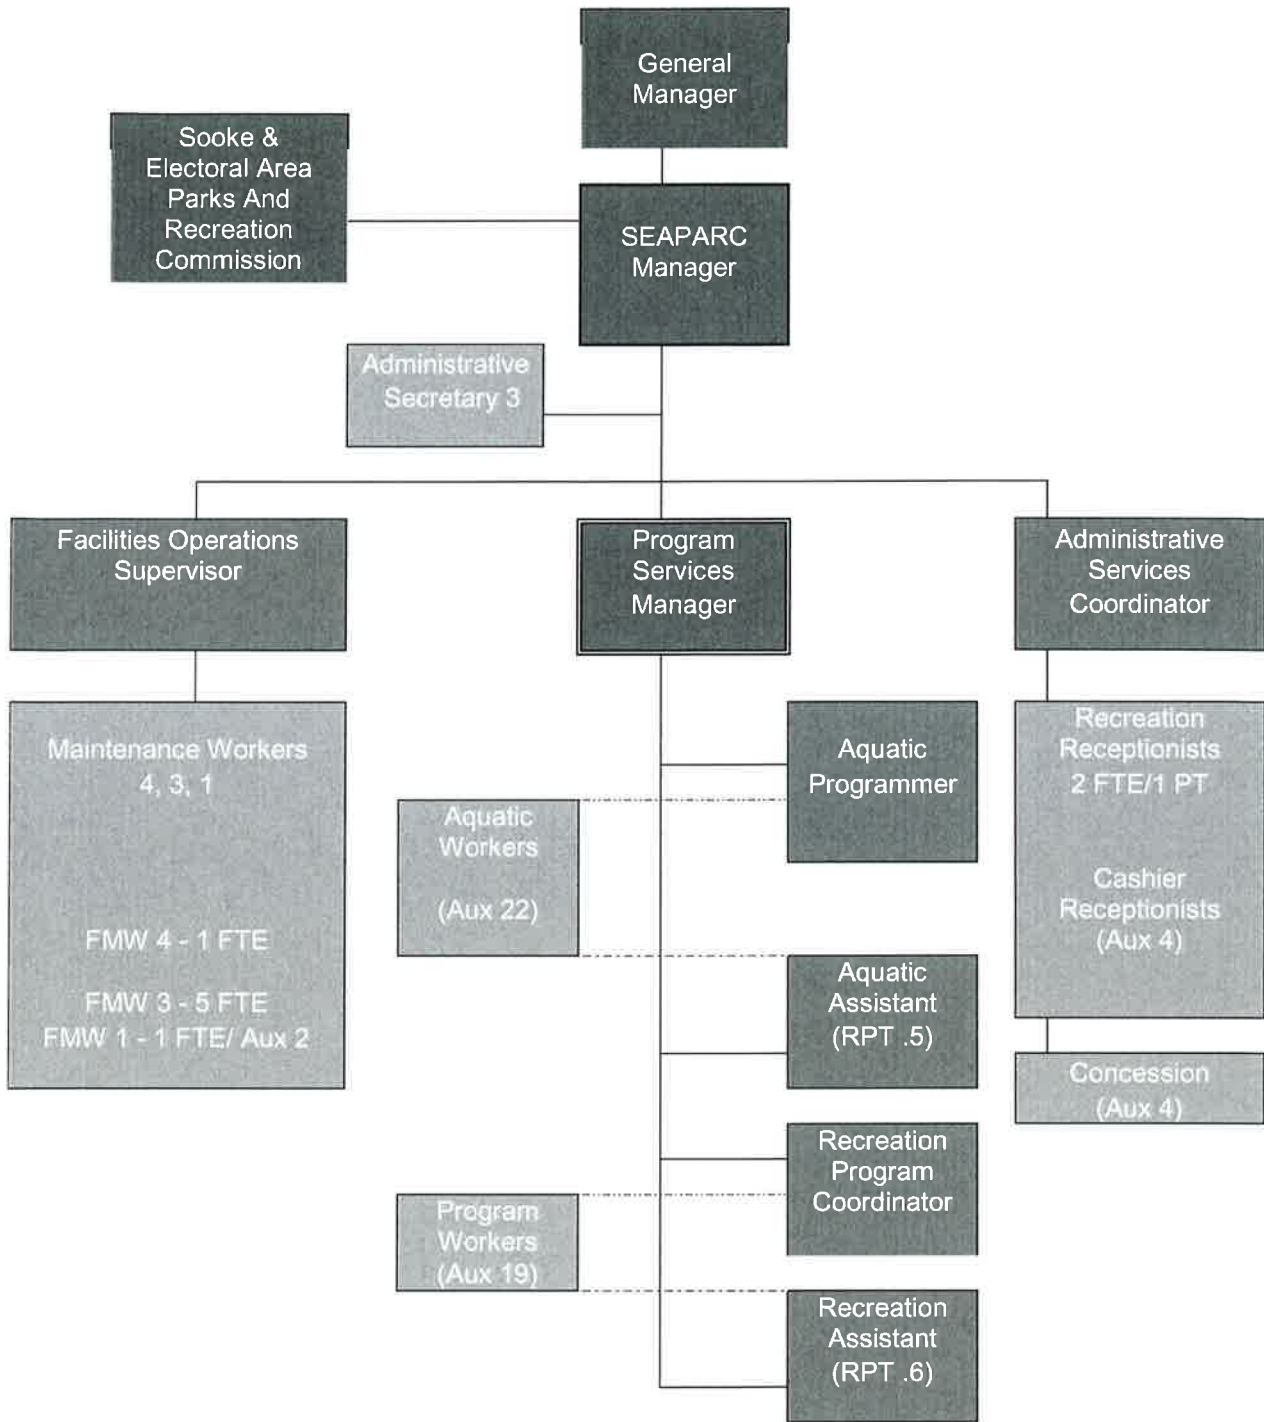 General
Manager
Sooke &
Electoral Area
Parks And
Recreation
Commission
SEAPARC
Manager
Administrative
Secretary 3
Facilities Operations
Supervisor
Program
Services
Manager
Administrative
Services
Coordinator
Maintenance Workers
4, 3, 1
FMW 4 - 1 FTE
FMW 3 - 5 FTE
FMW 1 - 1 FTE/ Aux 2
Aquatic
Programmer
Aquatic
Workers
(Aux 22)
Aquatic
Assistant
(RPT .5)
Recreation
Program
Coordinator
Program
Workers
(Aux 19)
Recreation
Assistant
(RPT .6)
Recreation
Receptionists
2 FTE/1 PT
Cashier
Receptionists
(Aux 4)
Concession
(Aux 4)